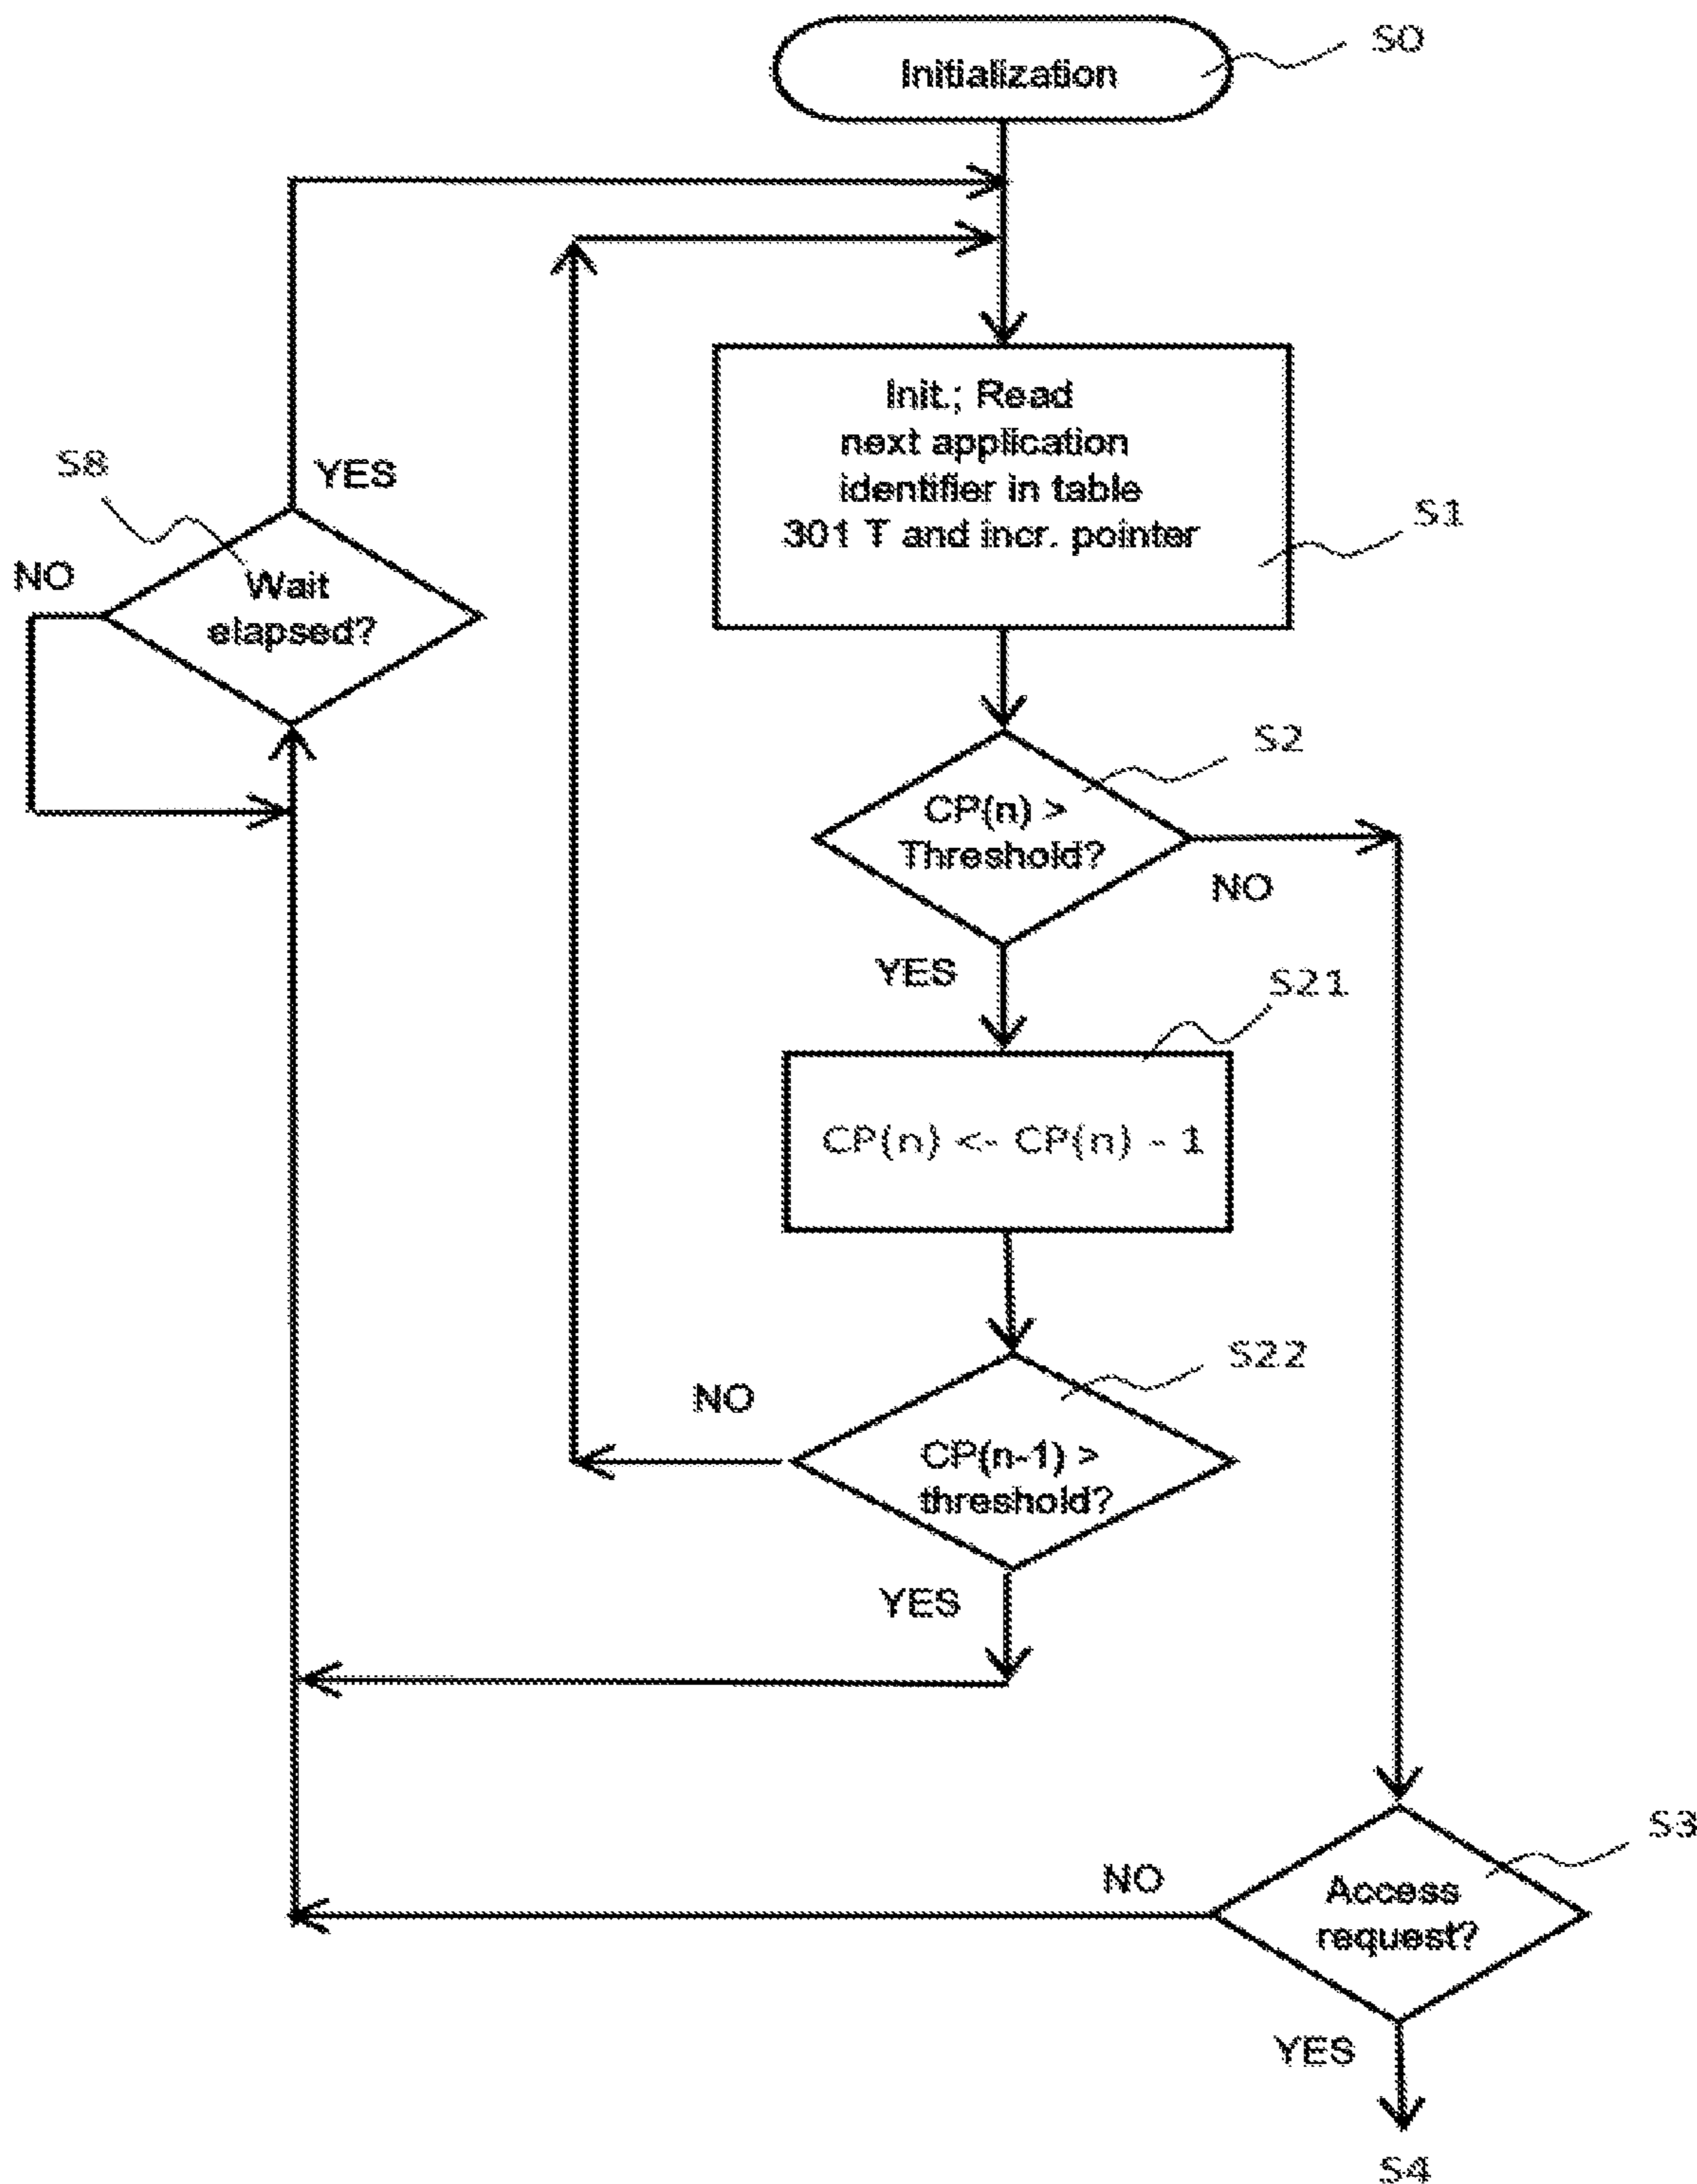 S0
Initialization
Init.; Read
next application
identifier in table
301 T and incr. pointer
S1
S8
YES
NO
Wait
elapsed?
S2
CP(n) >
Threshold?
NO
YES
S21
CP(n) <- CP(n) - 1
S22
NO
CP(n-1) >
threshold?
YES
S3
NO
Access
request?
YES
S4